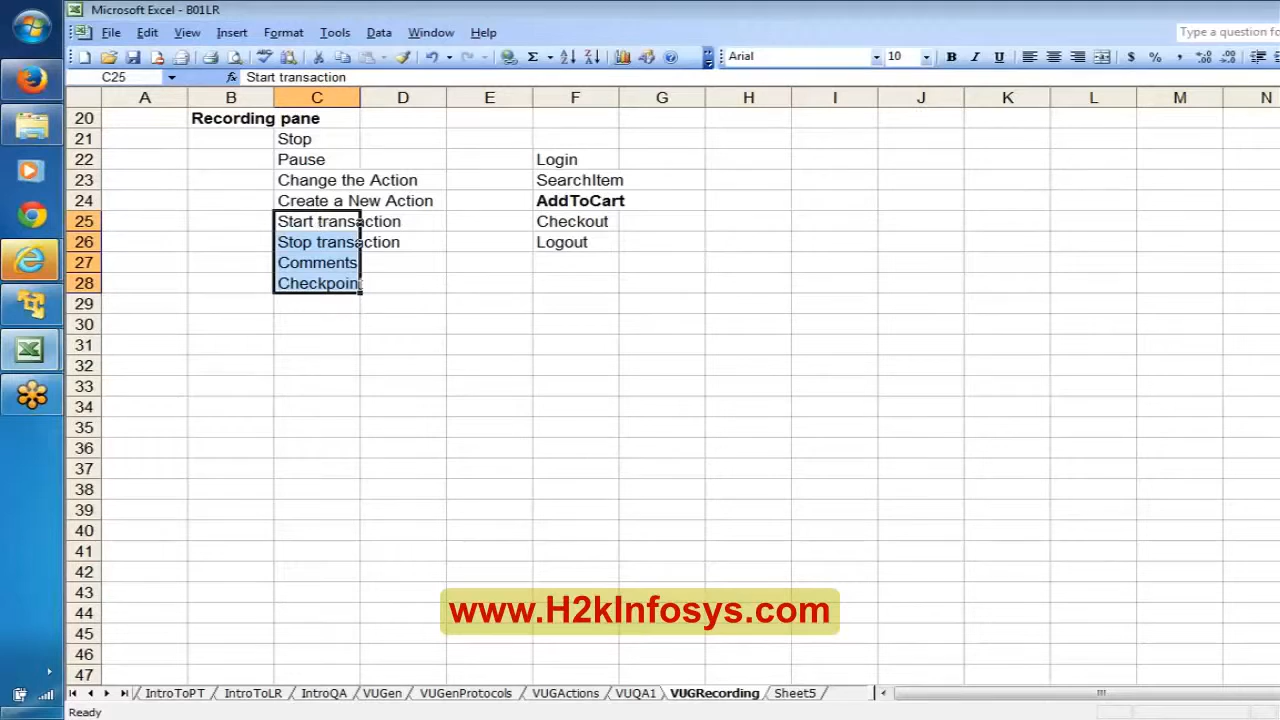 Microsoft Excel - B01LR
File Edit View Insert Format Tools Data Window Help
Type a question fo
Arial 10 B I U $ %
C25 fx Start transaction
A B C D E F G H I J K L M N
20 Recording pane
21 Stop
22 Pause Login
23 Change the Action SearchItem
24 Create a New Action AddToCart
25 Start transaction Checkout
26 Stop transaction Logout
27 Comments
28 Checkpoin
29
30
31
32
33
34
35
36
37
38
39
40
41
42
43
44
45
46
47
www.H2kInfosys.com
IntroToPT IntroToLR IntroQA VUGen VUGenProtocols VUGActions VUQA1 VUGRecording Sheet5
Ready